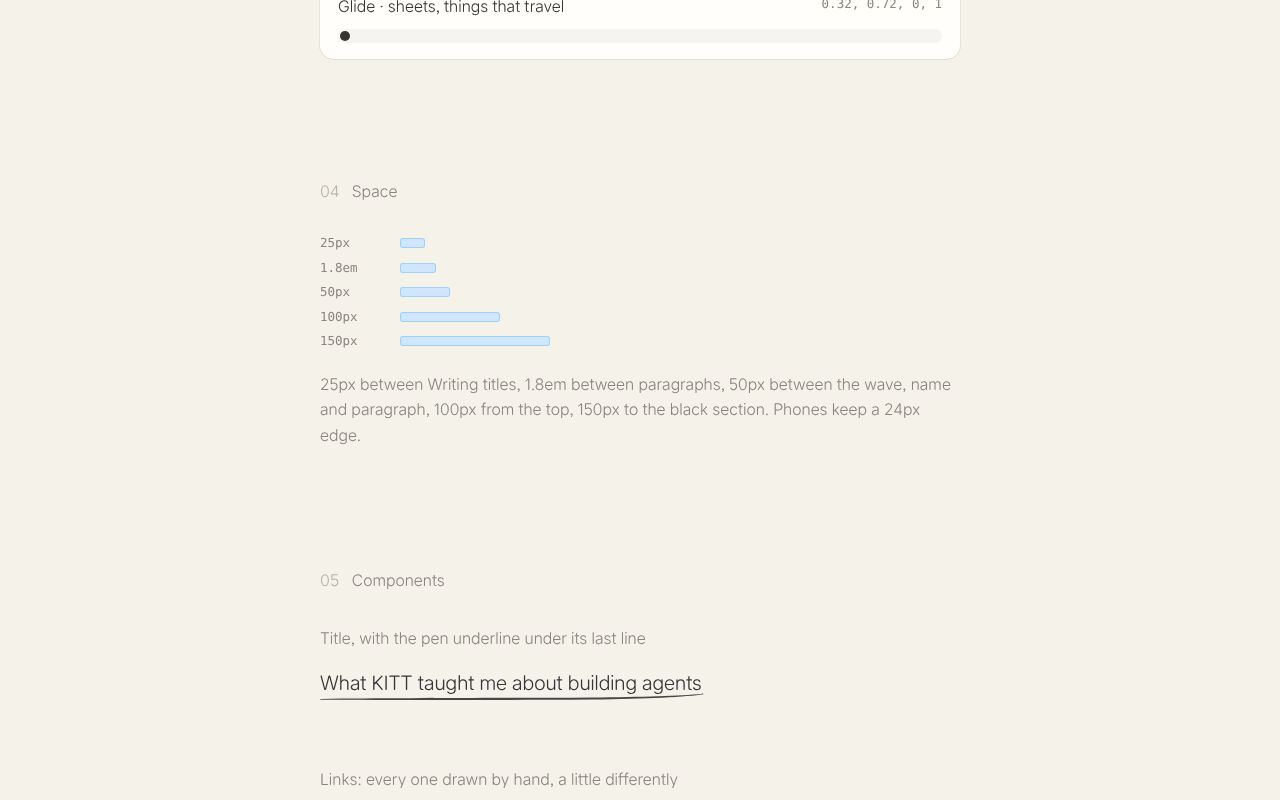 Glide · sheets, things that travel
0.32, 0.72, 0, 1
04 Space
25px
1.8em
50px
100px
150px
25px between Writing titles, 1.8em between paragraphs, 50px between the wave, name
and paragraph, 100px from the top, 150px to the black section. Phones keep a 24px
edge.
05 Components
Title, with the pen underline under its last line
What KITT taught me about building agents
Links: every one drawn by hand, a little differently